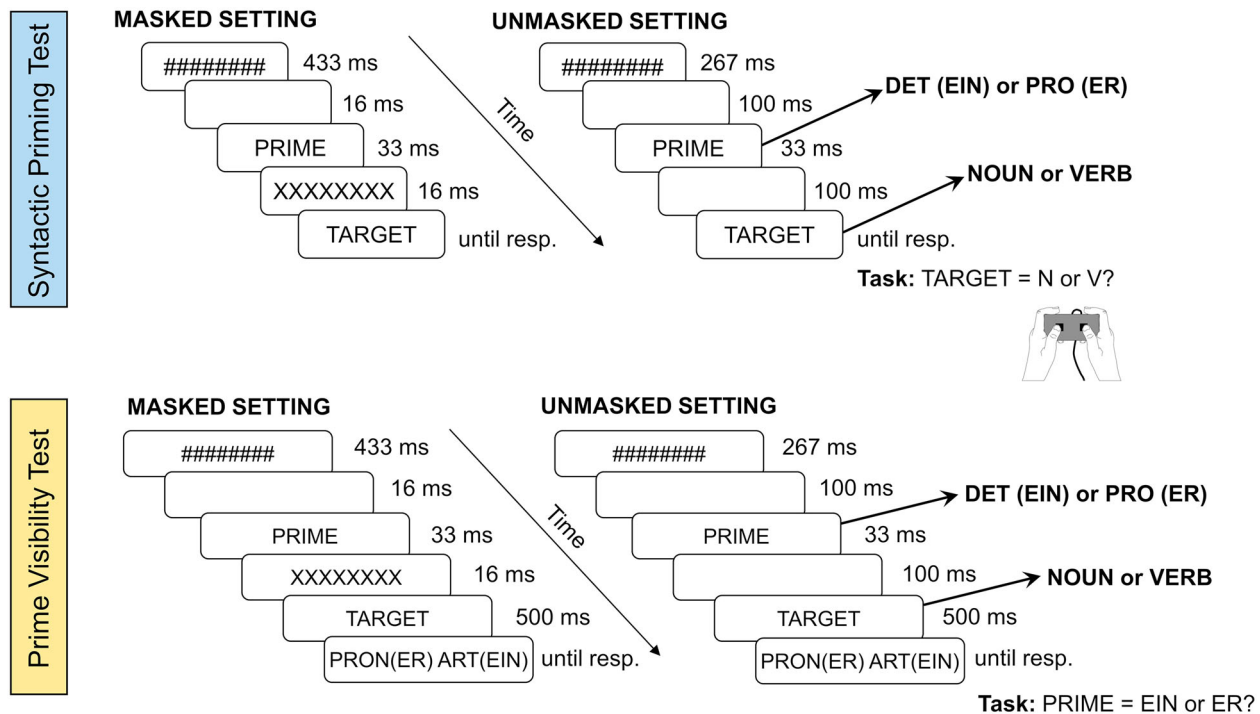 Syntactic Priming Test
MASKED SETTING
########
433 ms
16 ms
PRIME
33 ms
XXXXXXXX
16 ms
TARGET
until resp.
Time
UNMASKED SETTING
########
267 ms
100 ms
PRIME
33 ms
100 ms
TARGET
until resp.
DET (EIN) or PRO (ER)
NOUN or VERB
Task: TARGET = N or V?
Prime Visibility Test
MASKED SETTING
########
433 ms
16 ms
PRIME
33 ms
XXXXXXXX
16 ms
TARGET
500 ms
PRON(ER) ART(EIN)
until resp.
Time
UNMASKED SETTING
########
267 ms
100 ms
PRIME
33 ms
100 ms
TARGET
500 ms
PRON(ER) ART(EIN)
until resp.
DET (EIN) or PRO (ER)
NOUN or VERB
Task: PRIME = EIN or ER?